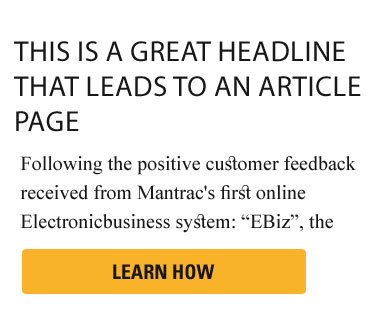 THIS IS A GREAT HEADLINE
THAT LEADS TO AN ARTICLE
PAGE
Following the positive customer feedback
received from Mantrac's first online
Electronicbusiness system: “EBiz”, the
LEARN HOW